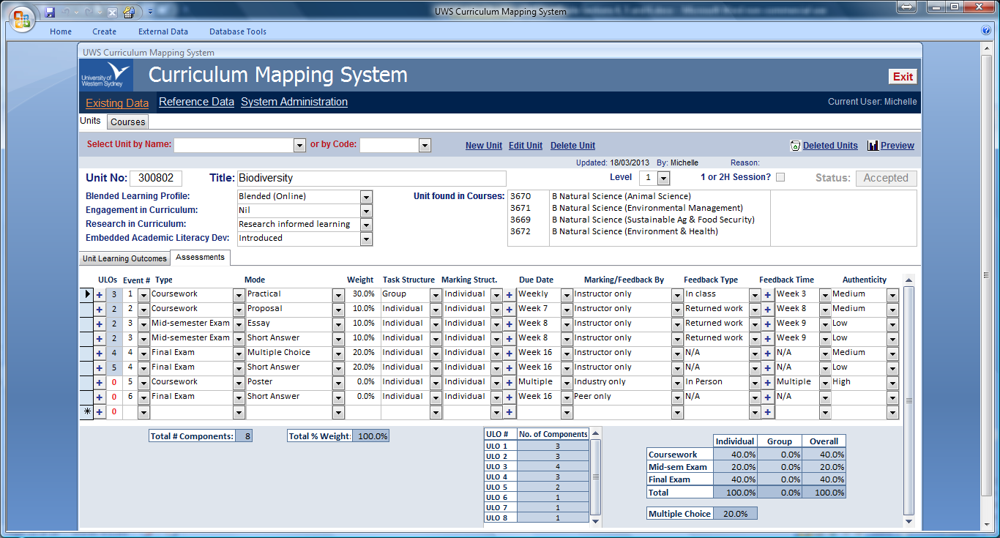 UWS Curriculum Mapping System
Home Create External Data Database Tools
UWS Curriculum Mapping System
University of
Western Sydney
Curriculum Mapping System
Exit
Existing Data Reference Data System Administration
Current User: Michelle
Units Courses
Select Unit by Name: or by Code: New Unit Edit Unit Delete Unit Deleted Units Preview
Updated: 18/03/2013 By: Michelle Reason:
Unit No: 300802 Title: Biodiversity Level 1 1 or 2H Session? Status: Accepted
Blended Learning Profile: Blended (Online) Unit found in Courses: 3670 B Natural Science (Animal Science)
Engagement in Curriculum: Nil 3671 B Natural Science (Environmental Management)
Research in Curriculum: Research informed learning 3669 B Natural Science (Sustainable Ag & Food Security)
Embedded Academic Literacy Dev: Introduced 3672 B Natural Science (Environment & Health)
Unit Learning Outcomes Assessments
ULOs Event # Type Mode Weight Task Structure Marking Struct. Due Date Marking/Feedback By Feedback Type Feedback Time Authenticity
+ 3 1 Coursework Practical 30.0% Group Individual + Weekly Instructor only In class + Week 3 Medium
+ 2 2 Coursework Proposal 10.0% Individual Individual + Week 7 Instructor only Returned work + Week 8 Medium
+ 2 3 Mid-semester Exam Essay 10.0% Individual Individual + Week 8 Instructor only Returned work + Week 9 Low
+ 2 3 Mid-semester Exam Short Answer 10.0% Individual Individual + Week 8 Instructor only Returned work + Week 9 Low
+ 4 4 Final Exam Multiple Choice 20.0% Individual Individual + Week 16 Instructor only N/A + N/A Medium
+ 5 4 Final Exam Short Answer 20.0% Individual Individual + Week 16 Instructor only N/A + N/A Low
+ 0 5 Coursework Poster 0.0% Individual Individual + Multiple Industry only In Person + Multiple High
+ 0 6 Final Exam Short Answer 0.0% Individual Individual + Week 16 Peer only N/A + N/A
* + 0 + +
Total # Components: 8 Total % Weight: 100.0%
ULO # No. of Components
ULO 1 3
ULO 2 3
ULO 3 4
ULO 4 3
ULO 5 2
ULO 6 1
ULO 7 1
ULO 8 1
Individual Group Overall
Coursework 40.0% 0.0% 40.0%
Mid-sem Exam 20.0% 0.0% 20.0%
Final Exam 40.0% 0.0% 40.0%
Total 100.0% 0.0% 100.0%
Multiple Choice 20.0%